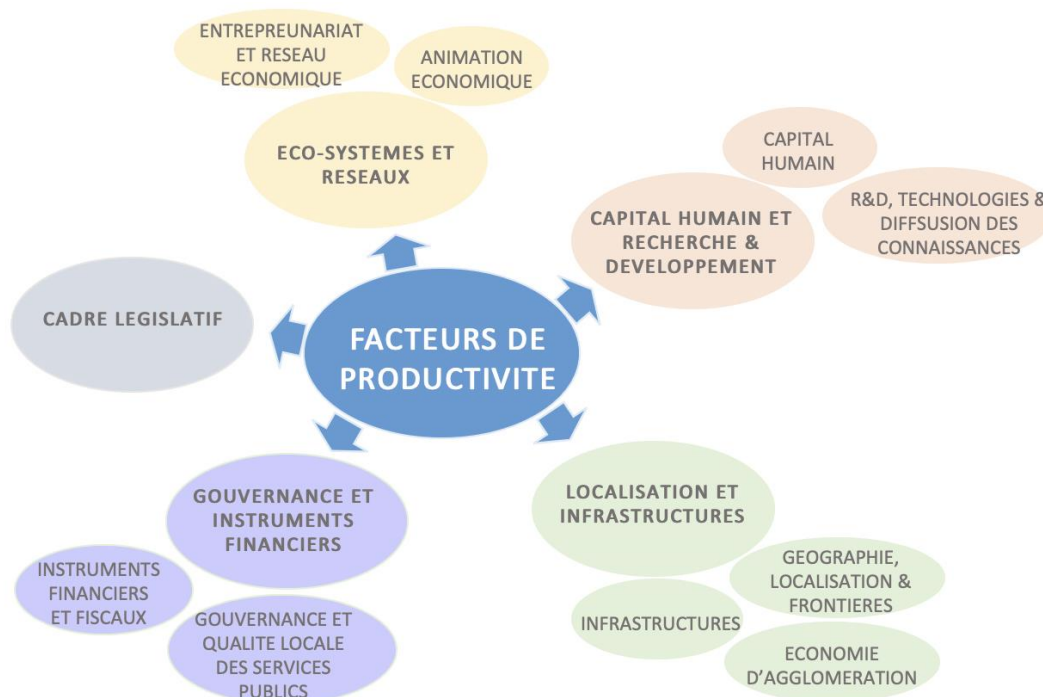 ENTREPREUNARIAT
ET RESEAU
ECONOMIQUE
ANIMATION
ECONOMIQUE
ECO-SYSTEMES ET
RESEAUX
CAPITAL
HUMAIN
R&D, TECHNOLOGIES &
DIFFSUSION DES
CONNAISSANCES
CAPITAL HUMAIN ET
RECHERCHE &
DEVELOPPEMENT
CADRE LEGISLATIF
FACTEURS DE
PRODUCTIVITE
GOUVERNANCE ET
INSTRUMENTS
FINANCIERS
INSTRUMENTS
FINANCIERS
ET FISCAUX
GOUVERNANCE ET
QUALITE LOCALE
DES SERVICES
PUBLICS
LOCALISATION ET
INFRASTRUCTURES
GEOGRAPHIE,
LOCALISATION &
FRONTIERES
INFRASTRUCTURES
ECONOMIE
D'AGGLOMERATION